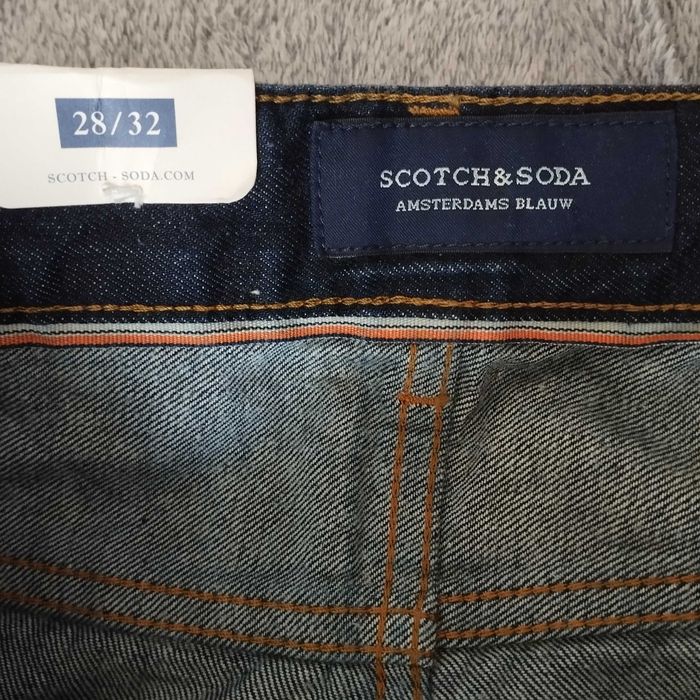 28/32
SCOTCH - SODA.COM
SCOTCH&SODA
AMSTERDAMS BLAUW